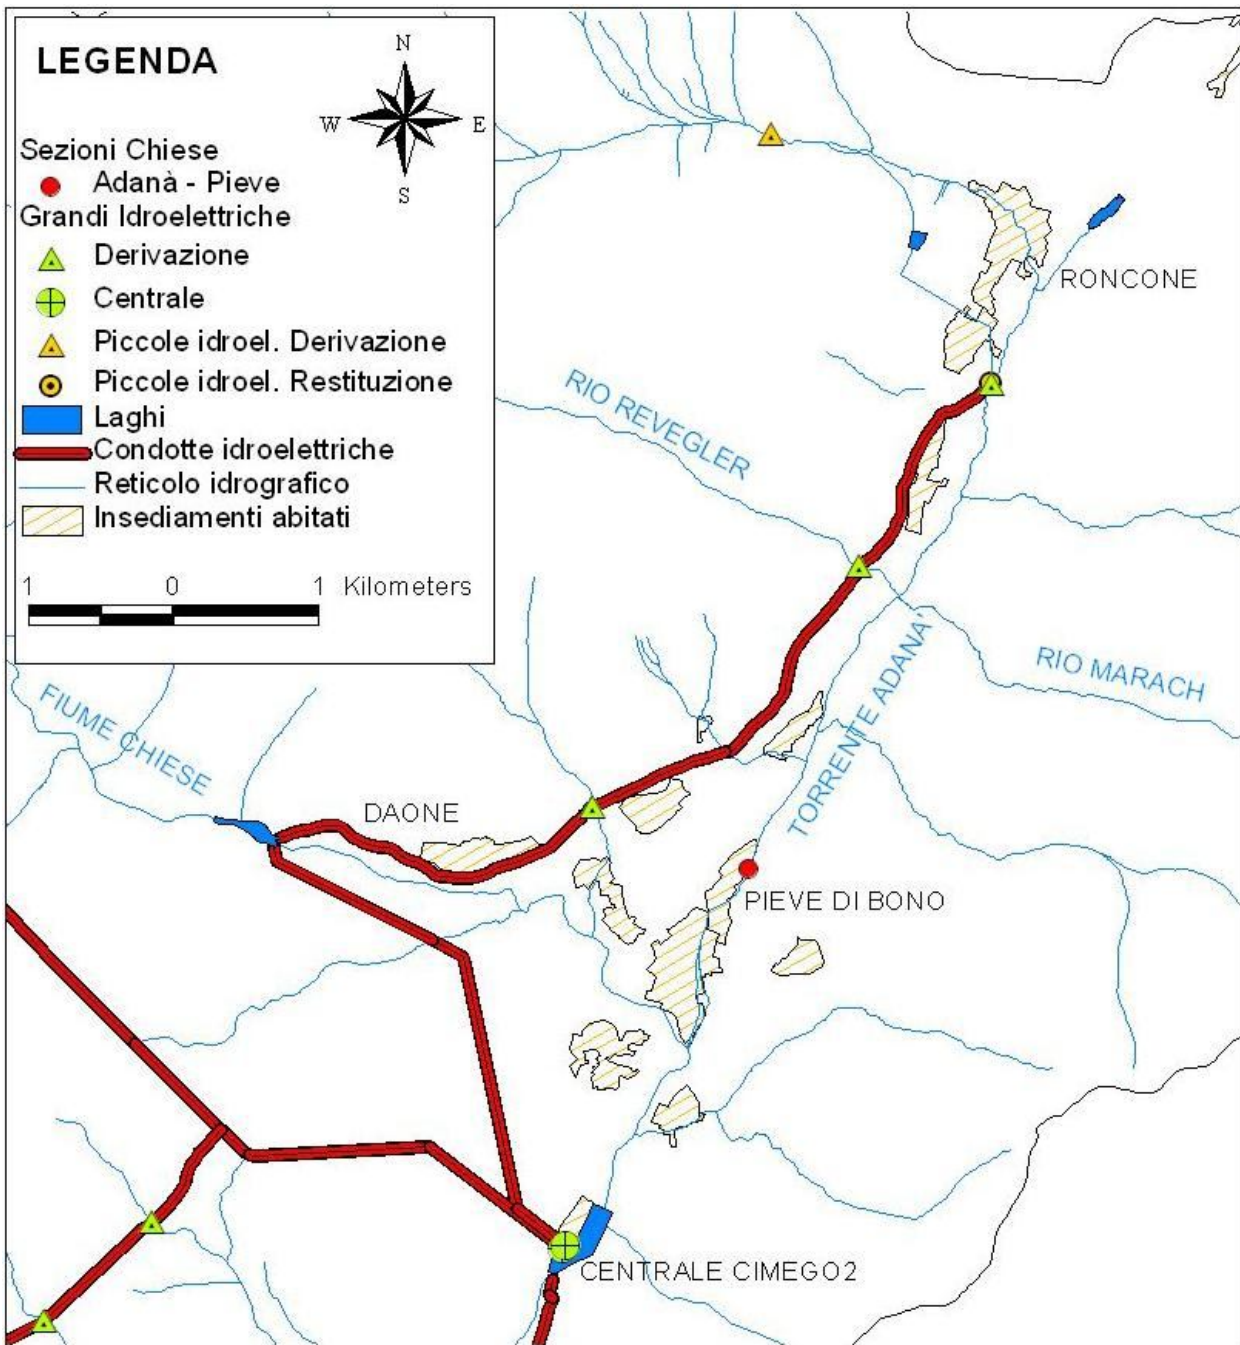 LEGENDA
N
W E
S
Sezioni Chiese
Adanà - Pieve
Grandi Idroelettriche
Derivazione
Centrale
Piccole idroel. Derivazione
Piccole idroel. Restituzione
Laghi
Condotte idroelettriche
Reticolo idrografico
Insediamenti abitati
1 0 1 Kilometers
RONCONE
RIO REVEGLER
TORRENTE ADANA'
RIO MARACH
FIUME CHIESE
DAONE
PIEVE DI BONO
CENTRALE CIMEGO2